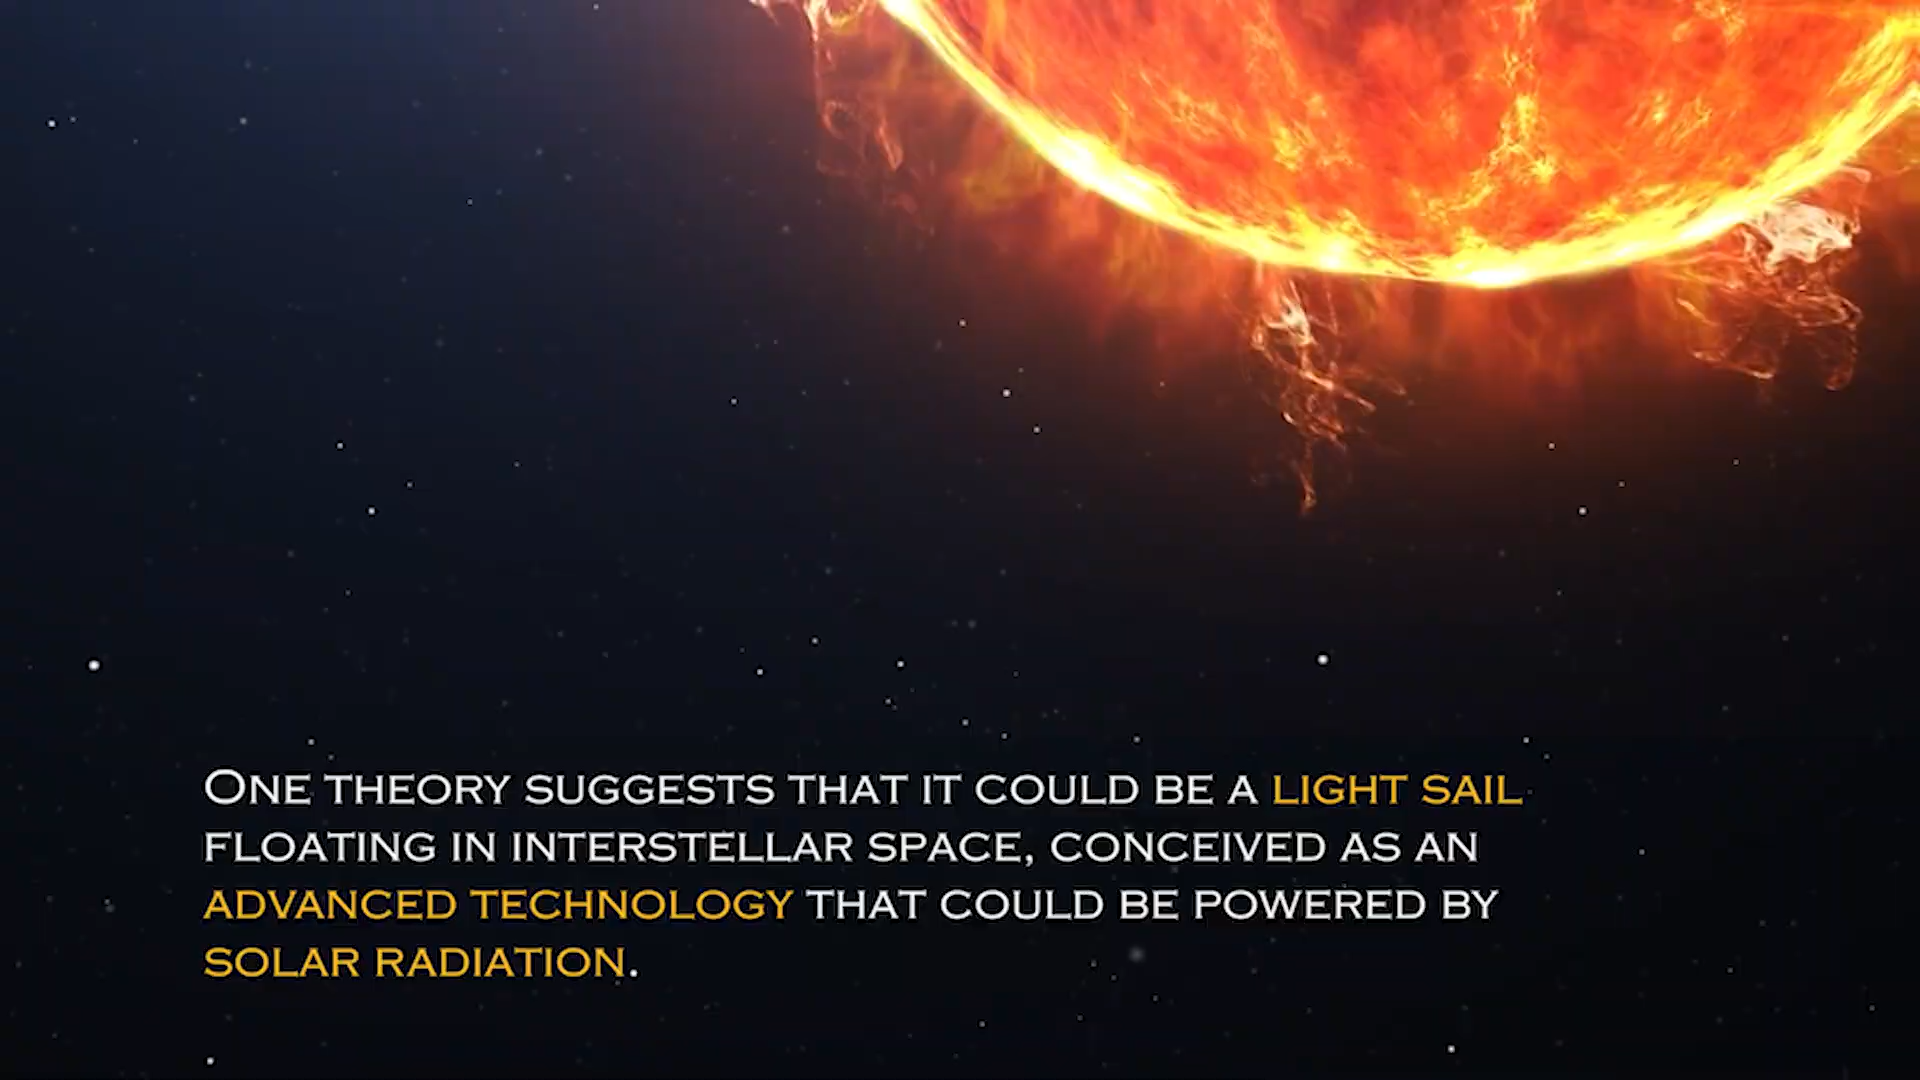 One theory suggests that it could be a light sail
floating in interstellar space, conceived as an
advanced technology that could be powered by
solar radiation.